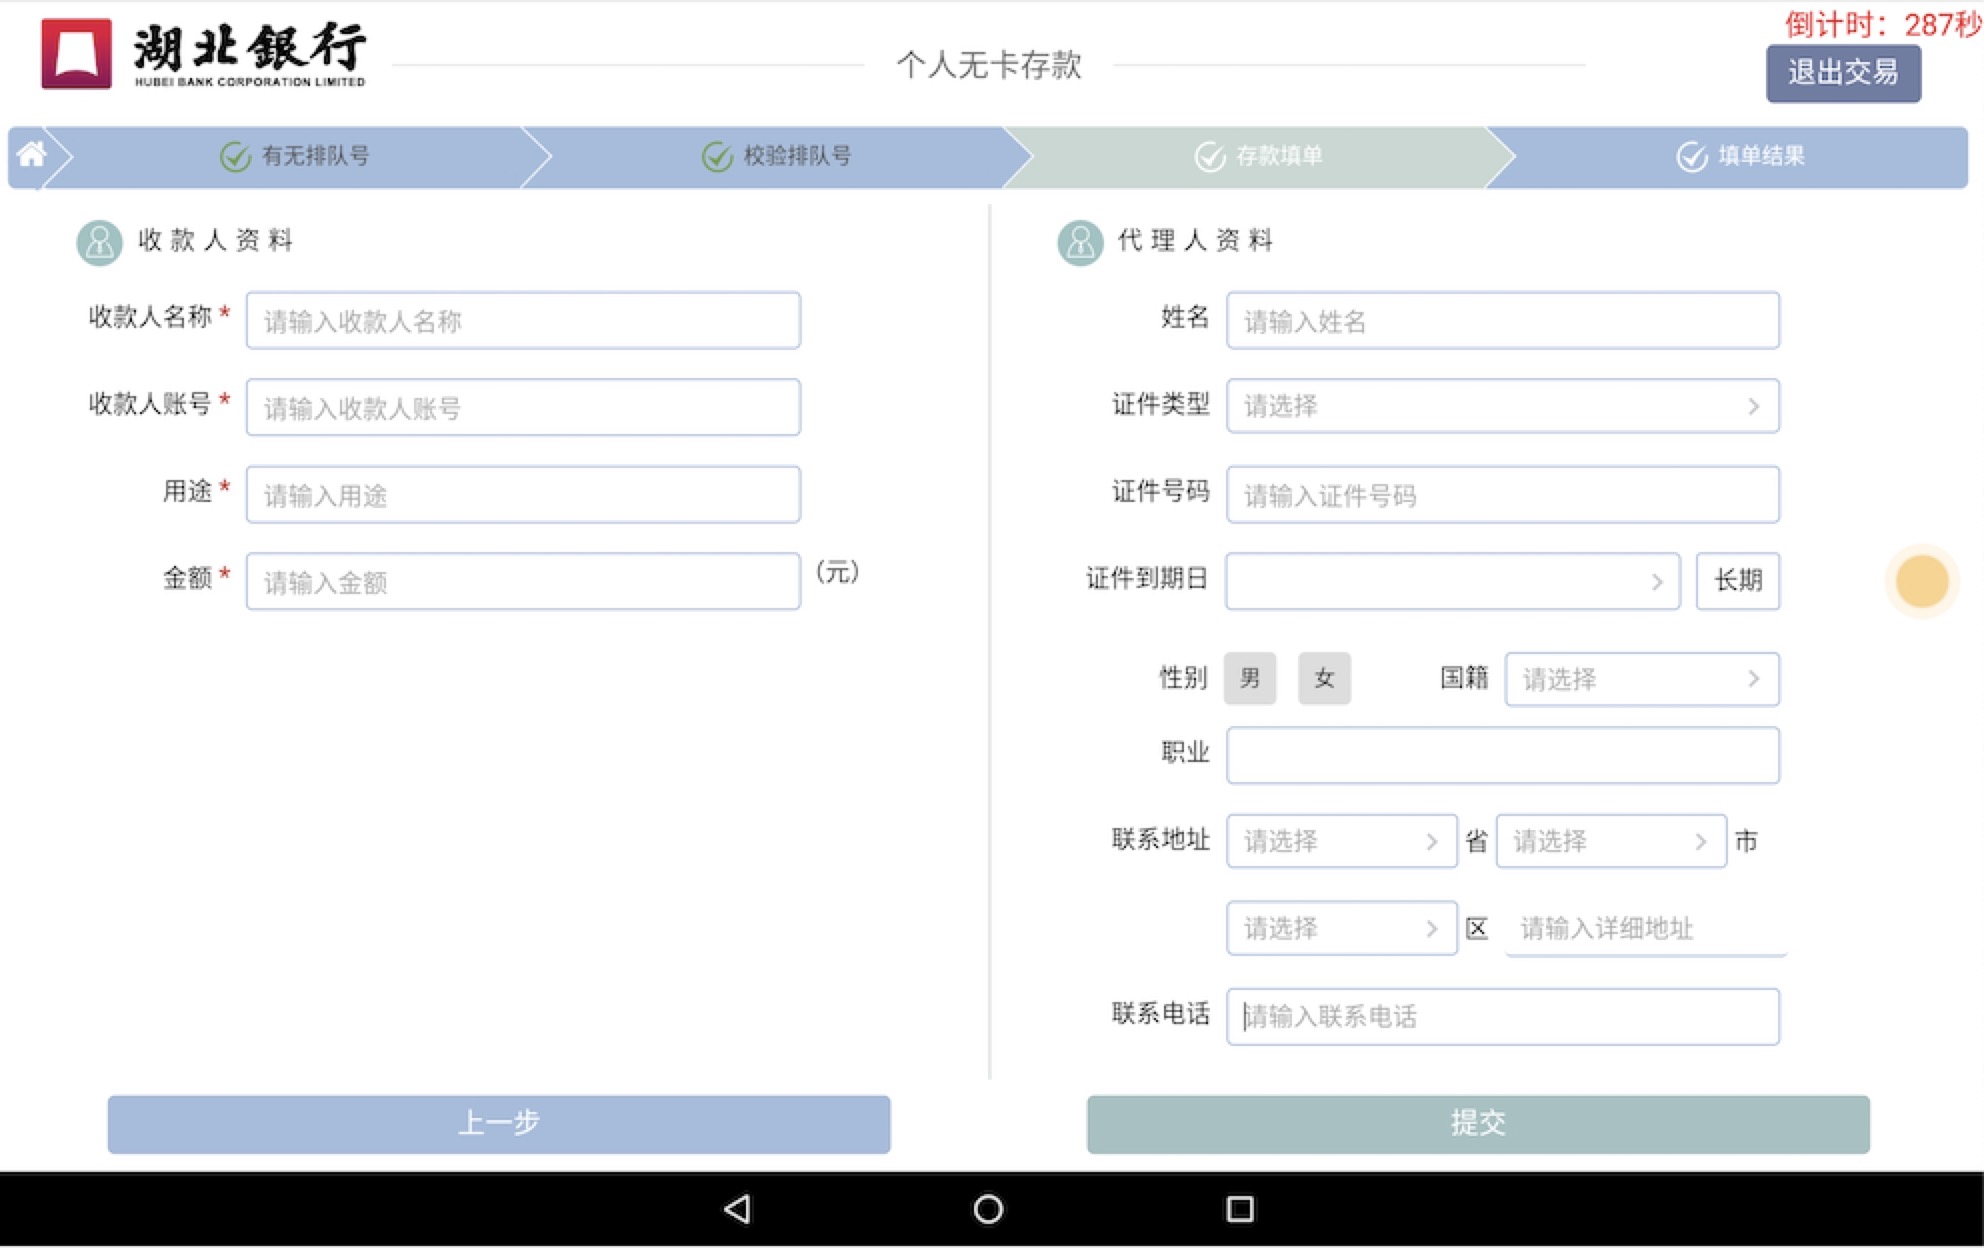 倒计时：287秒
湖北銀行
HUBEI BANK CORPORATION LIMITED
个人无卡存款
退出交易
有无排队号
校验排队号
存款填单
填单结果
收款人资料
收款人名称* 请输入收款人名称
收款人账号* 请输入收款人账号
用途* 请输入用途
金额* 请输入金额 (元)
代理人资料
姓名 请输入姓名
证件类型 请选择
证件号码 请输入证件号码
证件到期日 长期
性别 男 女 国籍 请选择
职业
联系地址 请选择 省 请选择 市
请选择 区 请输入详细地址
联系电话 请输入联系电话
上一步
提交